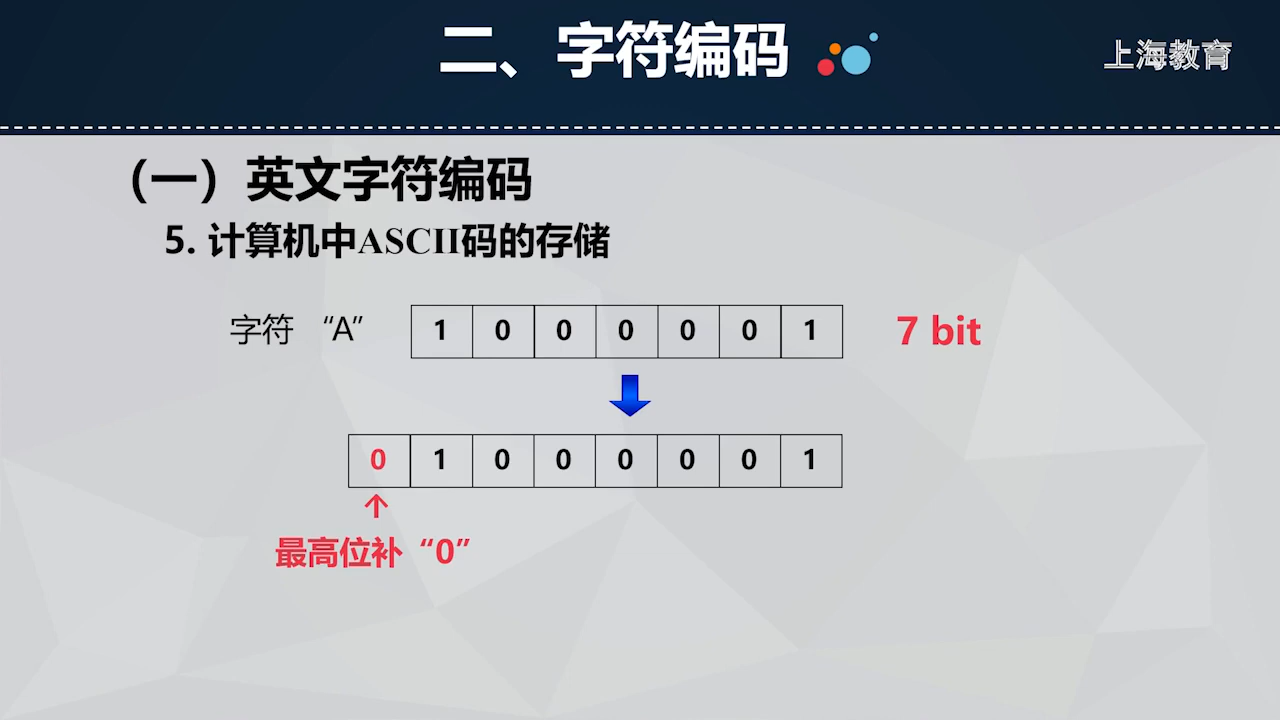 二、字符编码
上海教育
（一）英文字符编码
5. 计算机中ASCII码的存储
字符 “A” 1 0 0 0 0 0 1 7 bit
0 1 0 0 0 0 0 1
最高位补“0”